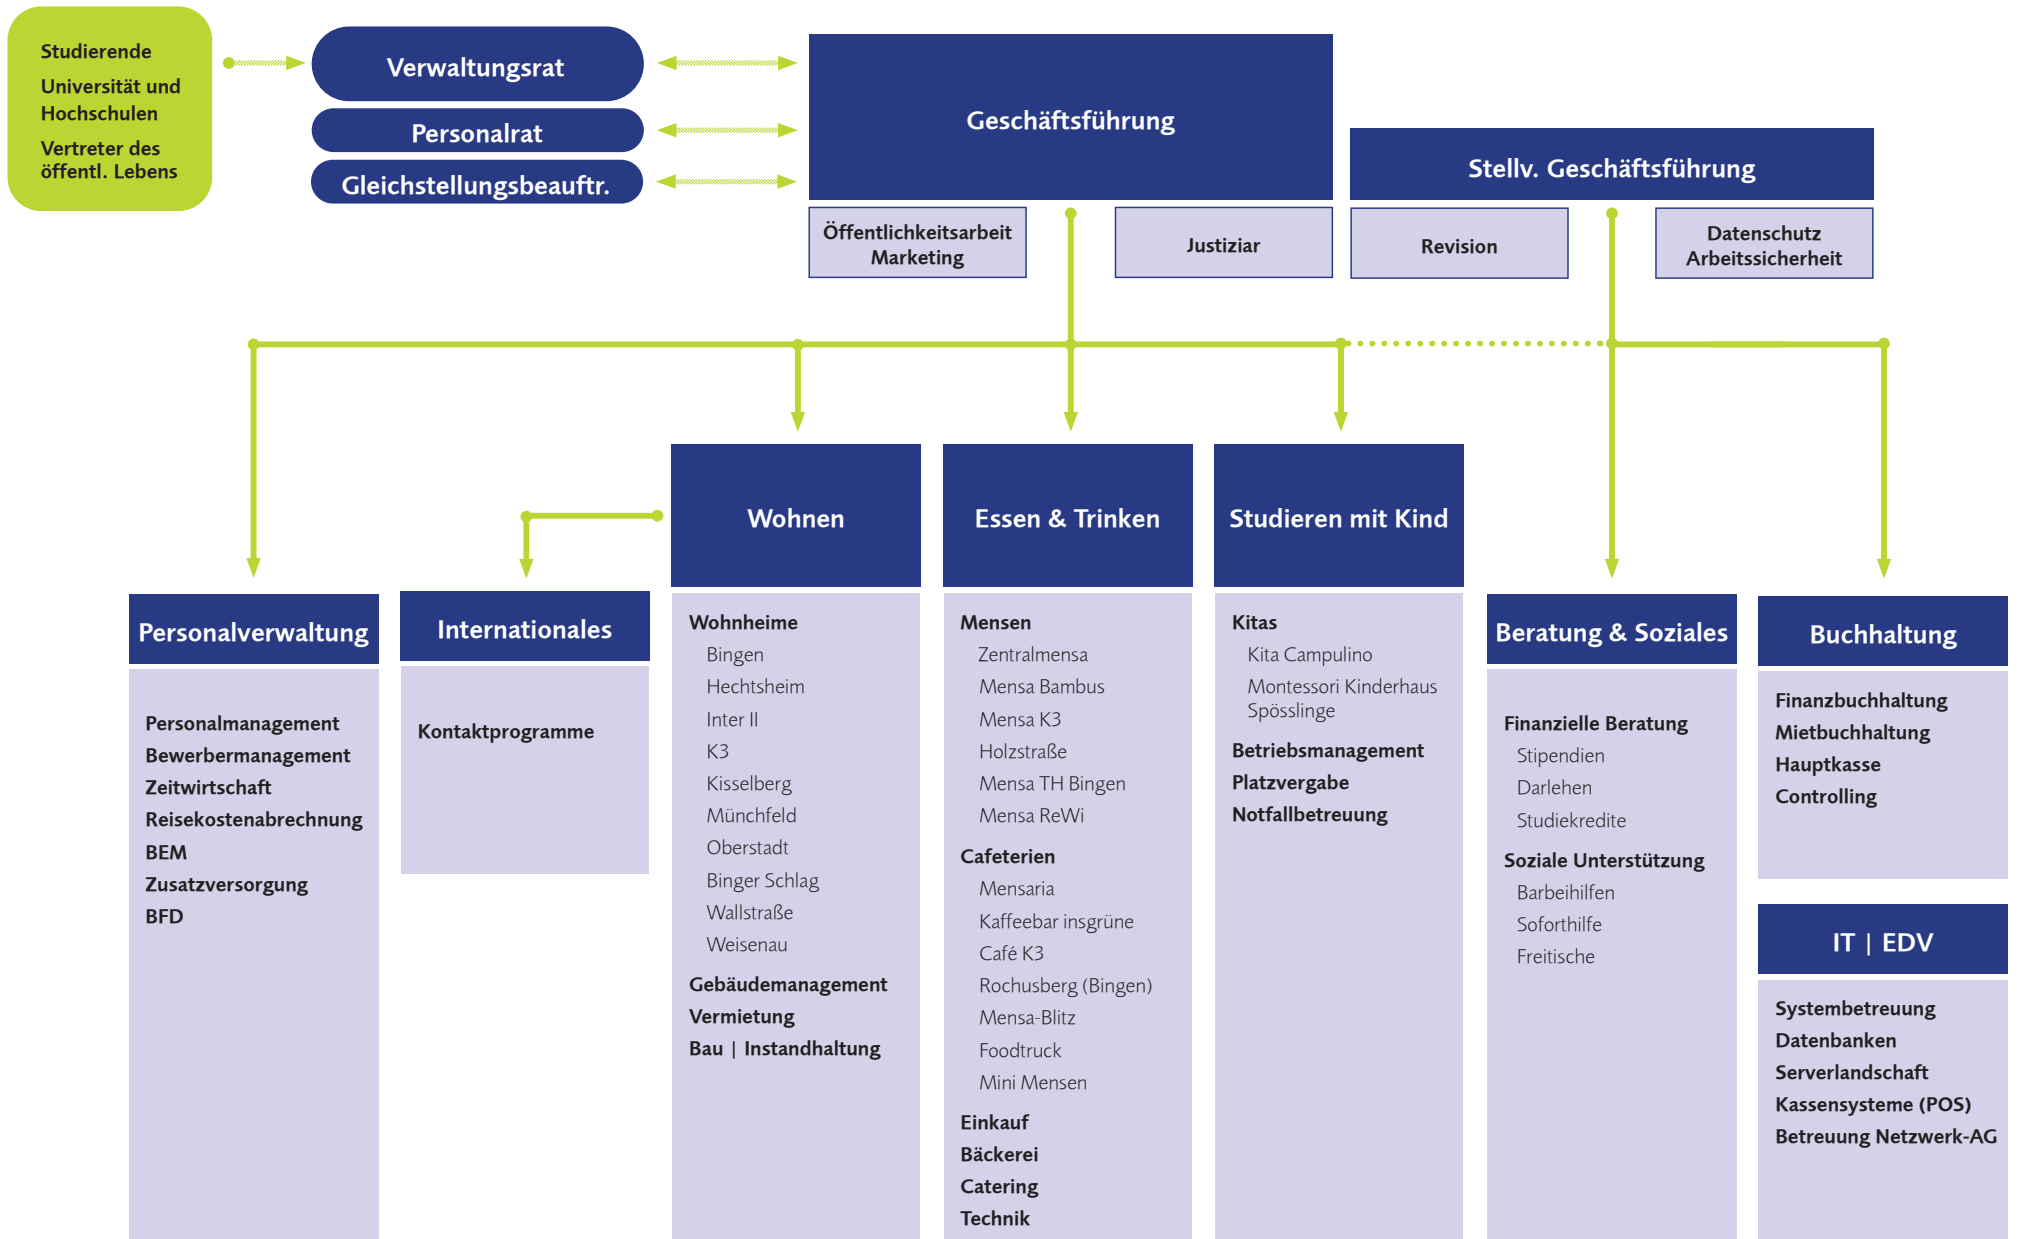 Studierende
Universität und
Hochschulen
Vertreter des
öffentl. Lebens
Verwaltungsrat
Personalrat
Gleichstellungsbeauftr.
Geschäftsführung
Stellv. Geschäftsführung
Öffentlichkeitsarbeit
Marketing
Justiziar
Revision
Datenschutz
Arbeitssicherheit
Personalverwaltung
Personalmanagement
Bewerbermanagement
Zeitwirtschaft
Reisekostenabrechnung
BEM
Zusatzversorgung
BFD
Internationales
Kontaktprogramme
Wohnen
Wohnheime
Bingen
Hechtsheim
Inter II
K3
Kisselberg
Münchfeld
Oberstadt
Binger Schlag
Wallstraße
Weisenau
Gebäudemanagement
Vermietung
Bau | Instandhaltung
Essen & Trinken
Mensen
Zentralmensa
Mensa Bambus
Mensa K3
Holzstraße
Mensa TH Bingen
Mensa ReWi
Cafeterien
Mensaria
Kaffeebar insgrüne
Café K3
Rochusberg (Bingen)
Mensa-Blitz
Foodtruck
Mini Mensen
Einkauf
Bäckerei
Catering
Technik
Studieren mit Kind
Kitas
Kita Campulino
Montessori Kinderhaus
Spösslinge
Betriebsmanagement
Platzvergabe
Notfallbetreuung
Beratung & Soziales
Finanzielle Beratung
Stipendien
Darlehen
Studiekredite
Soziale Unterstützung
Barbeihilfen
Soforthilfe
Freitische
Buchhaltung
Finanzbuchhaltung
Mietbuchhaltung
Hauptkasse
Controlling
IT | EDV
Systembetreuung
Datenbanken
Serverlandschaft
Kassensysteme (POS)
Betreuung Netzwerk-AG